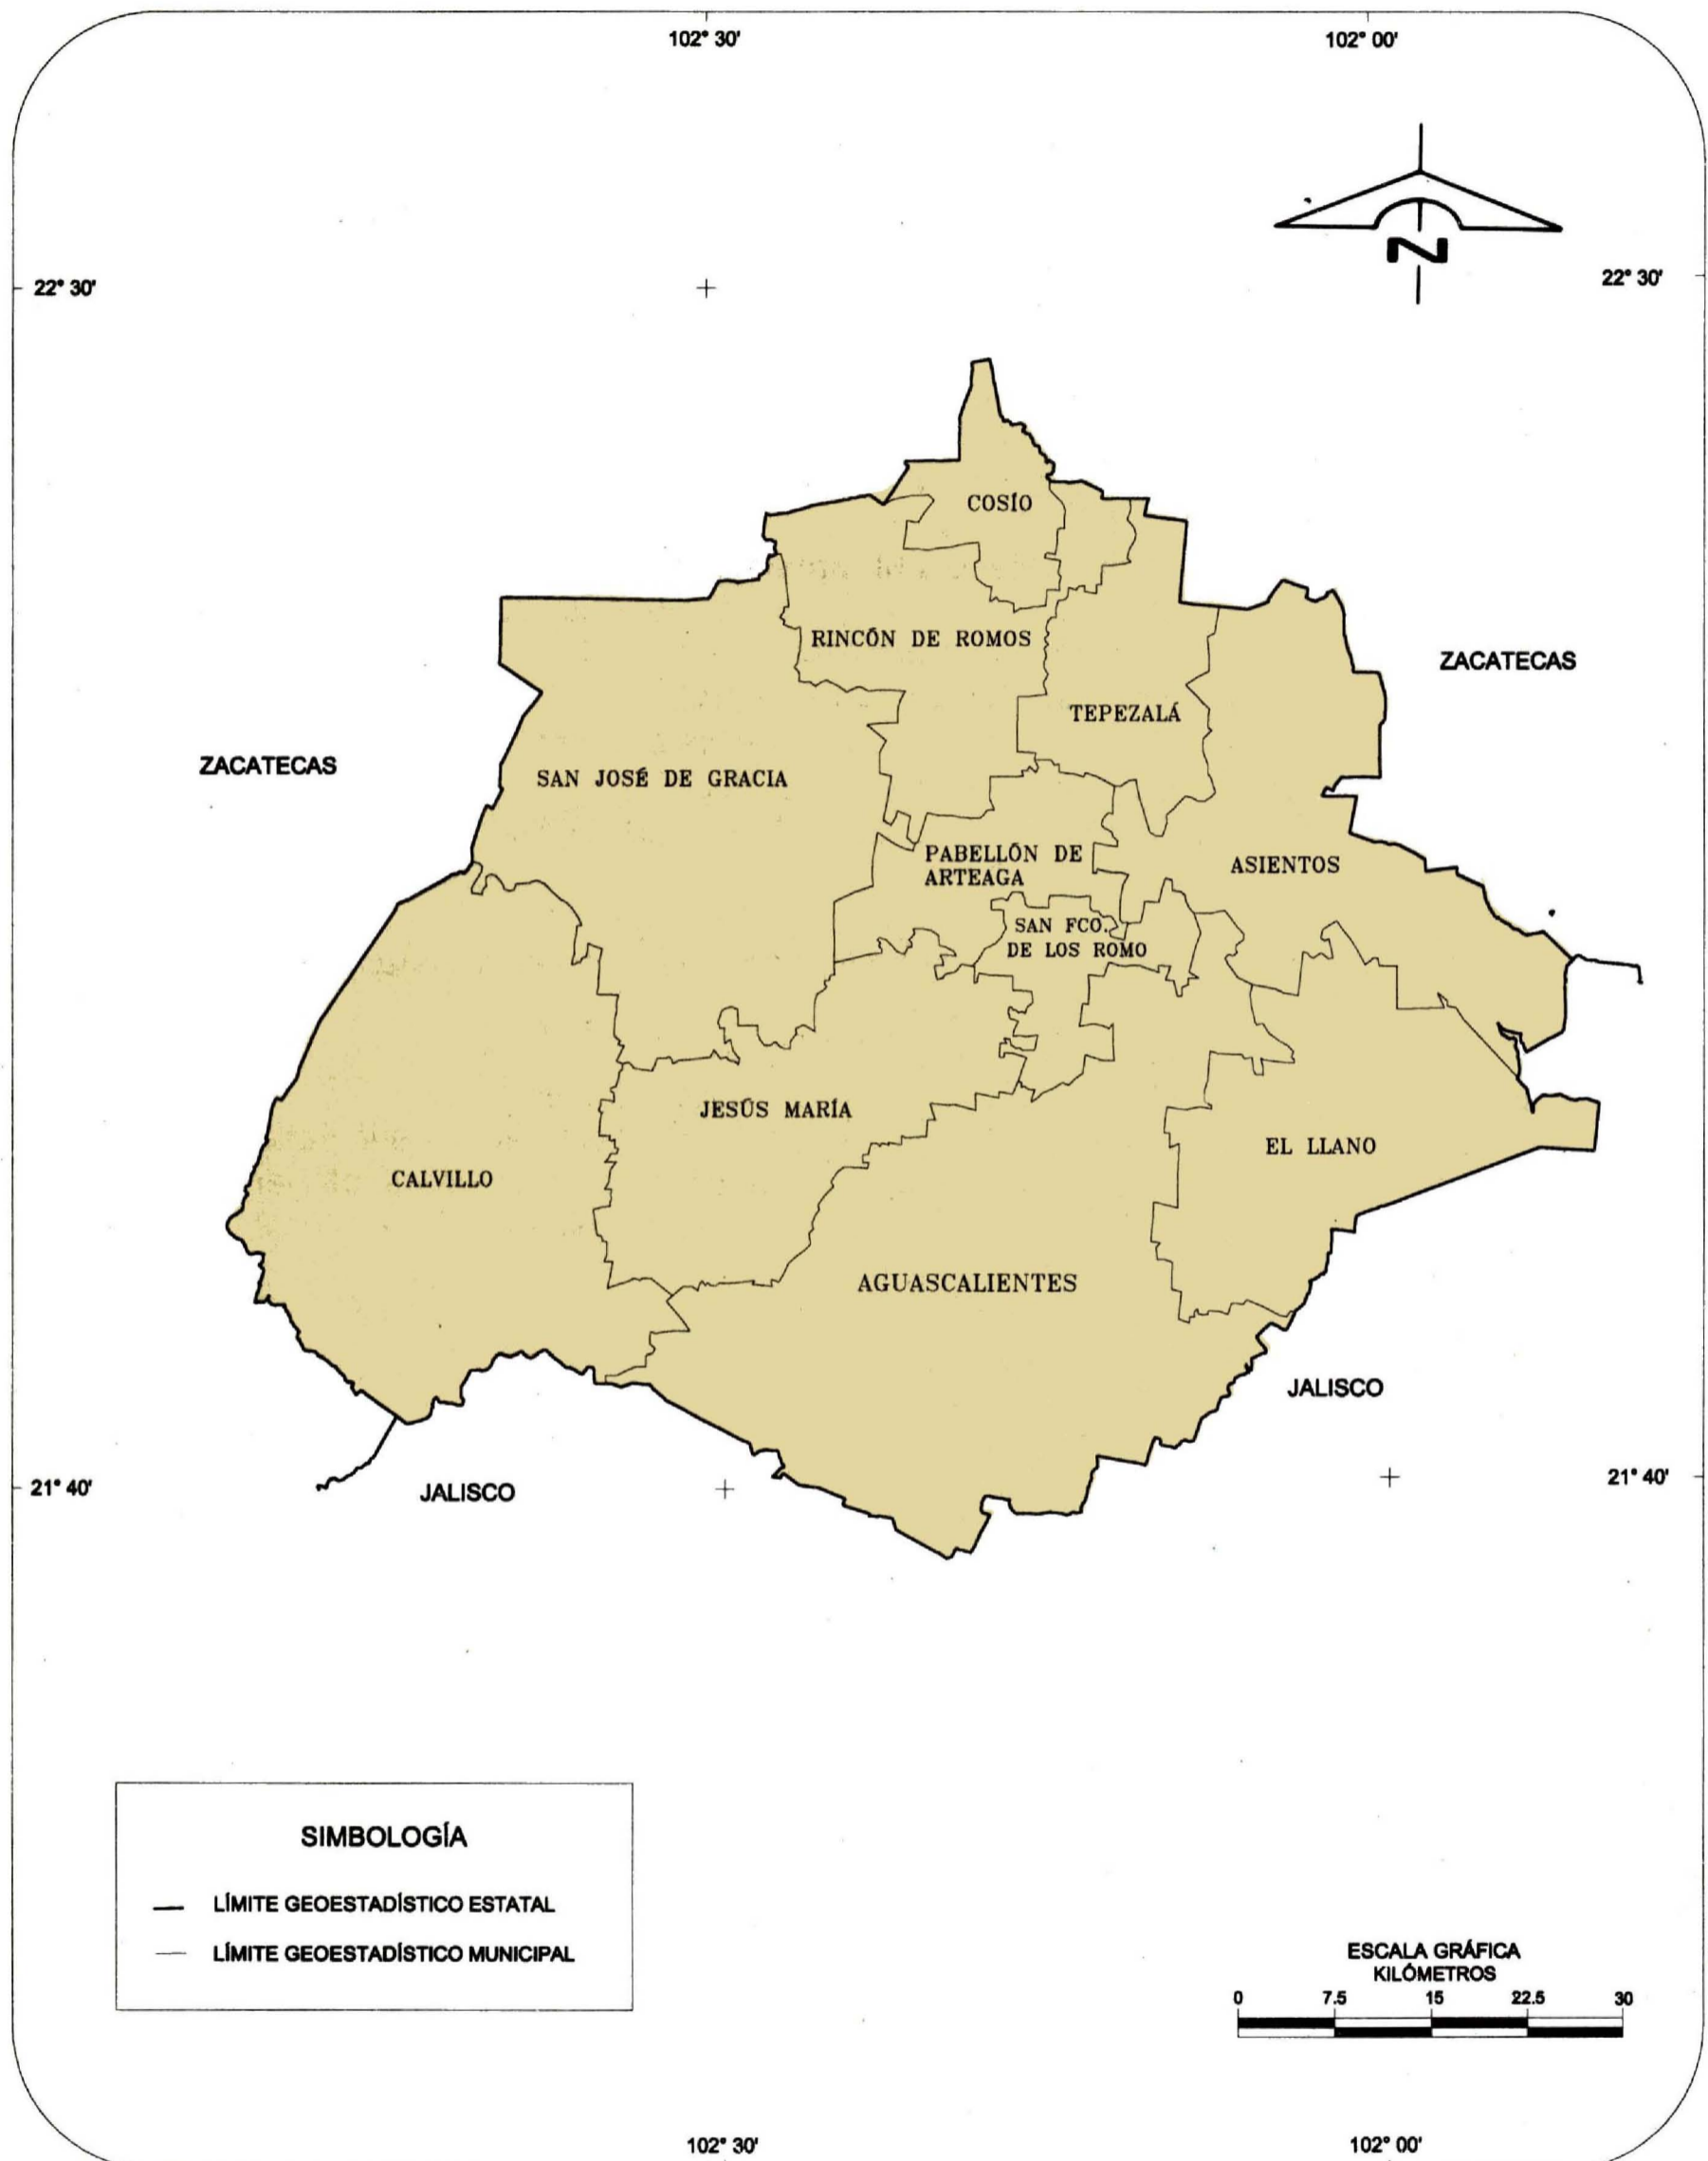 102° 30'
102° 00'
N
22° 30'
22° 30'
COSÍO
RINCÓN DE ROMOS
ZACATECAS
TEPEZALÁ
ZACATECAS
SAN JOSÉ DE GRACIA
PABELLÓN DE
ARTEAGA
ASIENTOS
SAN FCO.
DE LOS ROMO
JESÚS MARÍA
EL LLANO
CALVILLO
AGUASCALIENTES
JALISCO
21° 40'
JALISCO
21° 40'
SIMBOLOGÍA
LÍMITE GEOESTADÍSTICO ESTATAL
LÍMITE GEOESTADÍSTICO MUNICIPAL
ESCALA GRÁFICA
KILÓMETROS
0 7.5 15 22.5 30
102° 30'
102° 00'